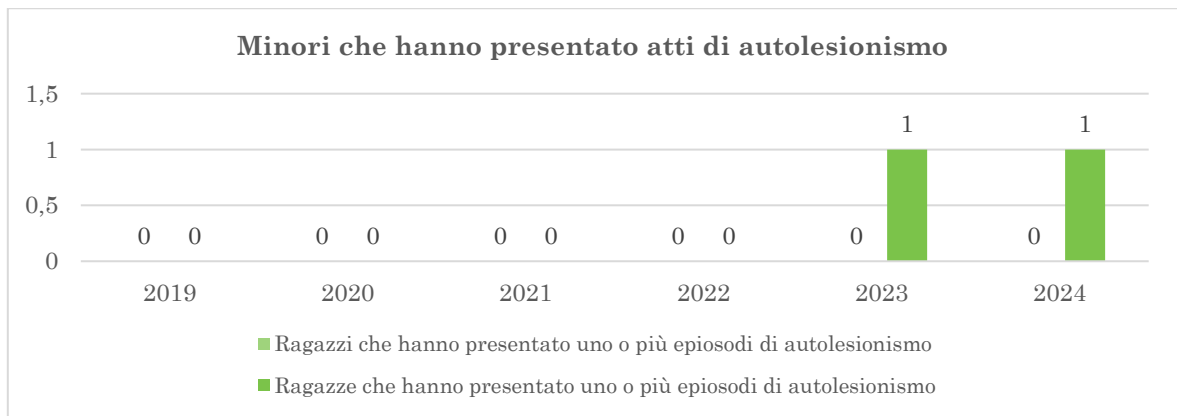 Minori che hanno presentato atti di autolesionismo
1,5
1
0,5
0
0 0 0 0 0 0 0 0 0 1 0 1
2019 2020 2021 2022 2023 2024
Ragazzi che hanno presentato uno o più epiosodi di autolesionismo
Ragazze che hanno presentato uno o più epiosodi di autolesionismo